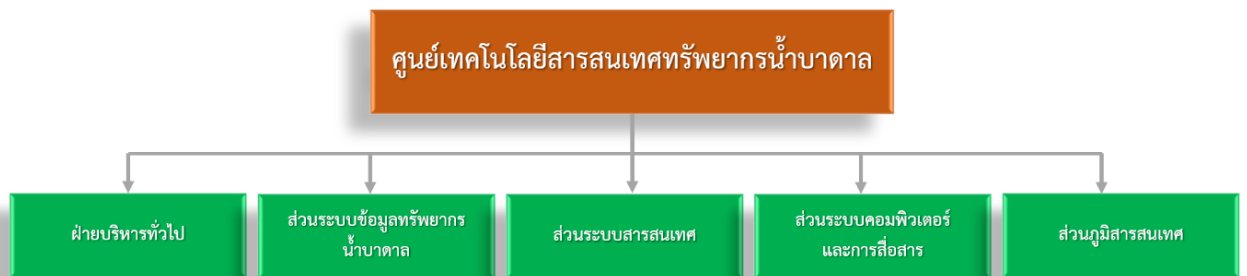 ศูนย์เทคโนโลยีสารสนเทศทรัพยากรน้ำบาดาล
ฝ่ายบริหารทั่วไป
ส่วนระบบข้อมูลทรัพยากร
น้ำบาดาล
ส่วนระบบสารสนเทศ
ส่วนระบบคอมพิวเตอร์
และการสื่อสาร
ส่วนภูมิสารสนเทศ